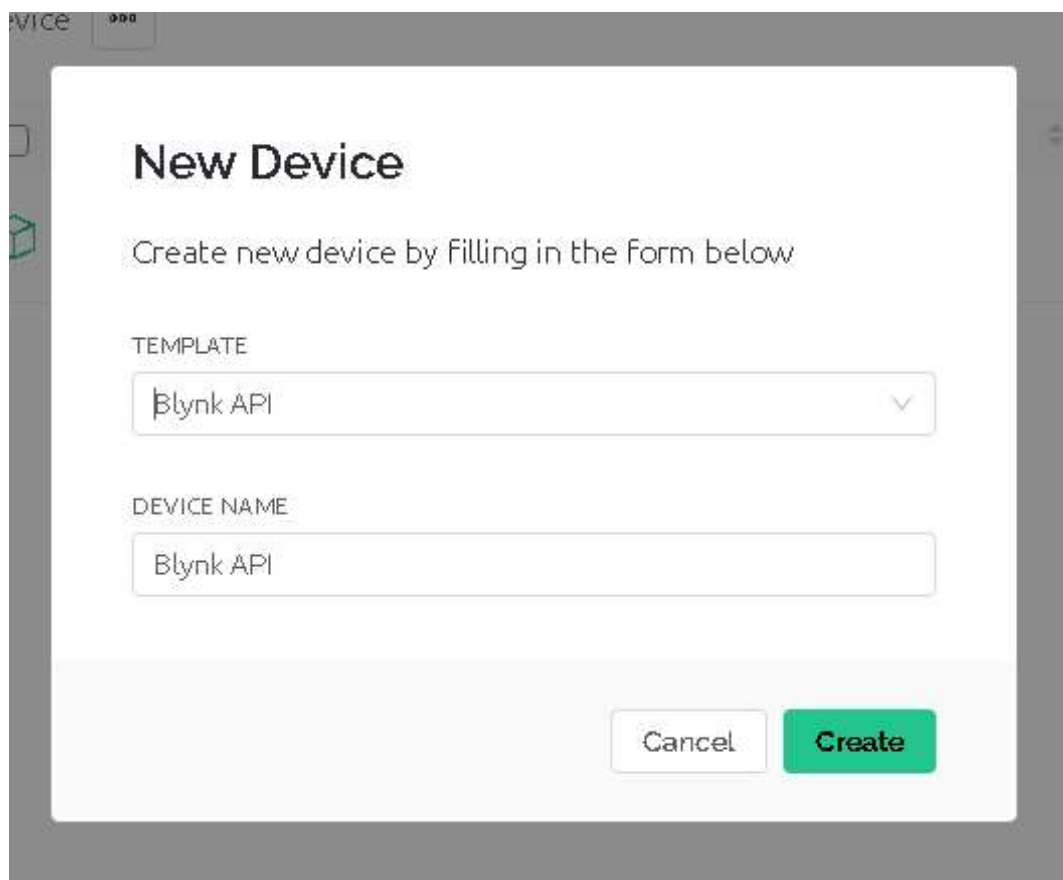 New Device
Create new device by filling in the form below
TEMPLATE
Blynk API
DEVICE NAME
Blynk API
Cancel
Create